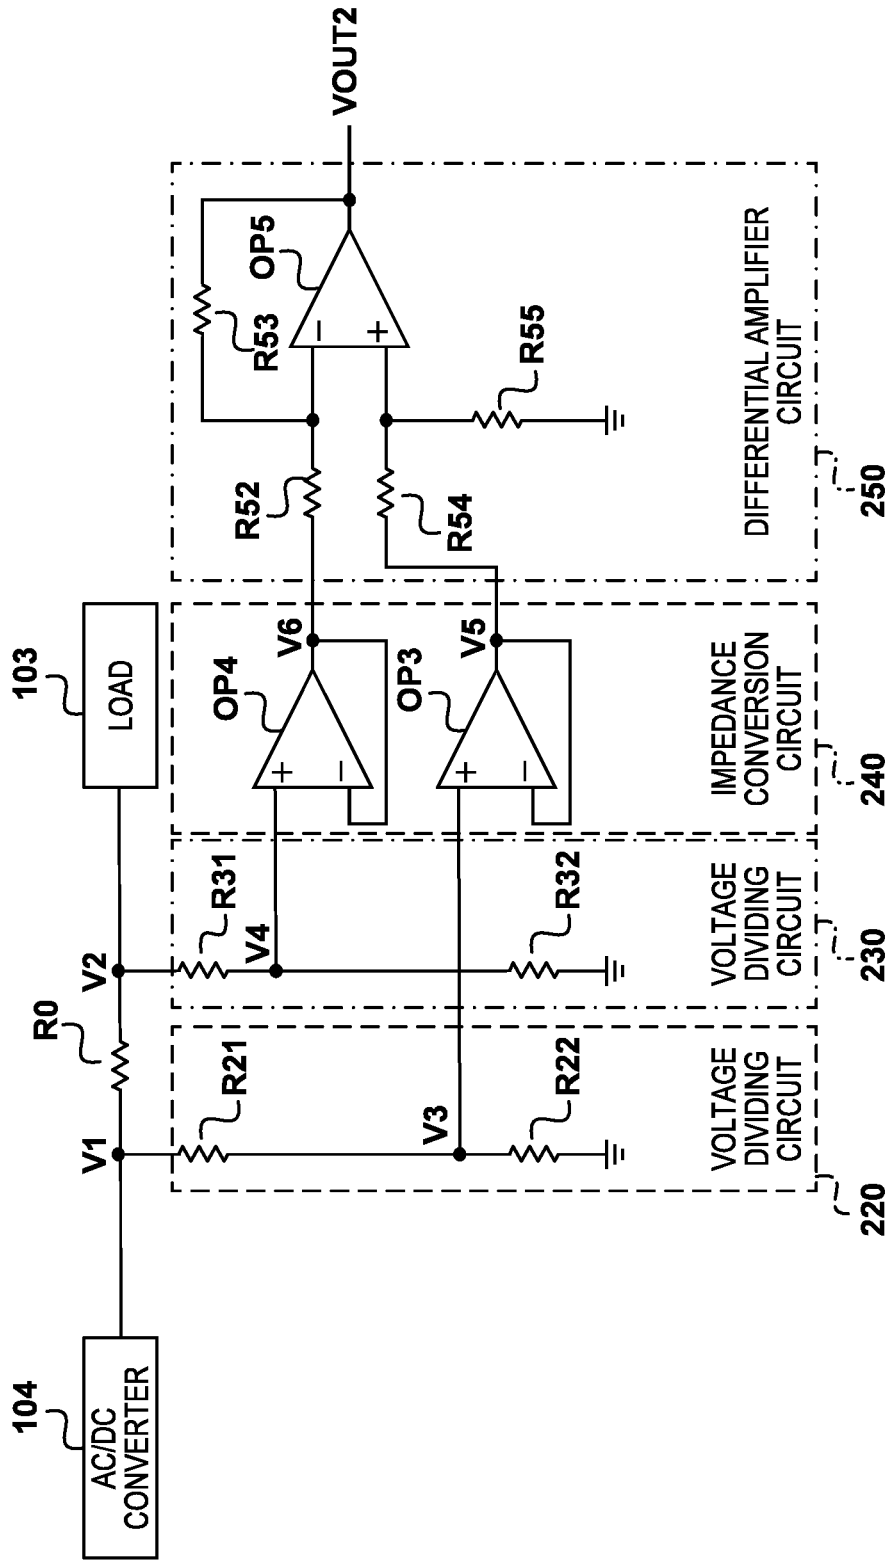 104
AC/DC
CONVERTER
V1
R0
V2
103
LOAD
R21
V3
R22
VOLTAGE
DIVIDING
CIRCUIT
220
R31
V4
R32
VOLTAGE
DIVIDING
CIRCUIT
230
OP4
+
−
V6
OP3
+
−
V5
IMPEDANCE
CONVERSION
CIRCUIT
240
R52
R53
OP5
−
+
R54
R55
VOUT2
DIFFERENTIAL AMPLIFIER
CIRCUIT
250